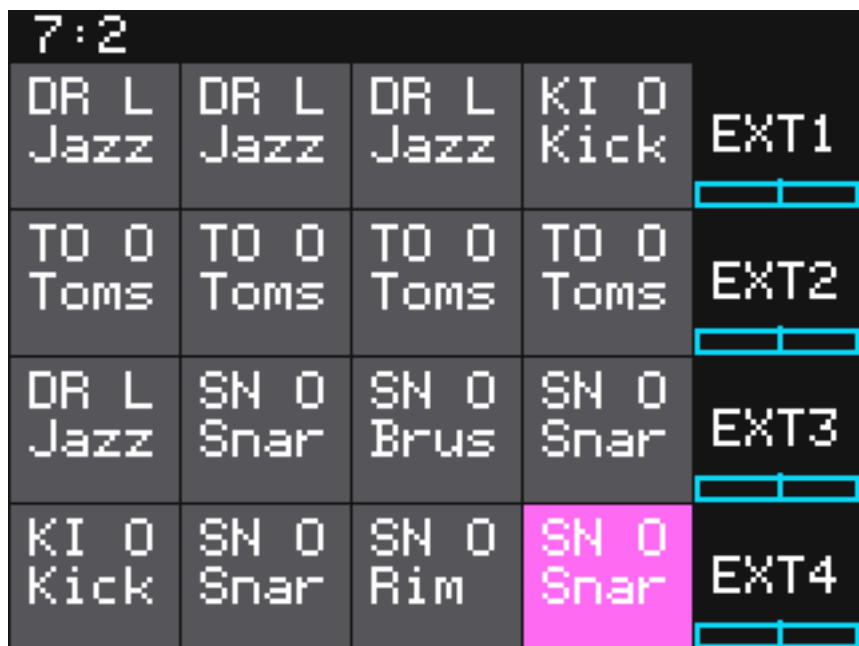 7:2
DR L DR L DR L KI O
Jazz Jazz Jazz Kick
EXT1
TO O TO O TO O TO O
Toms Toms Toms Toms
EXT2
DR L SN O SN O SN O
Jazz Snar Brus Snar
EXT3
KI O SN O SN O SN O
Kick Snar Rim Snar
EXT4